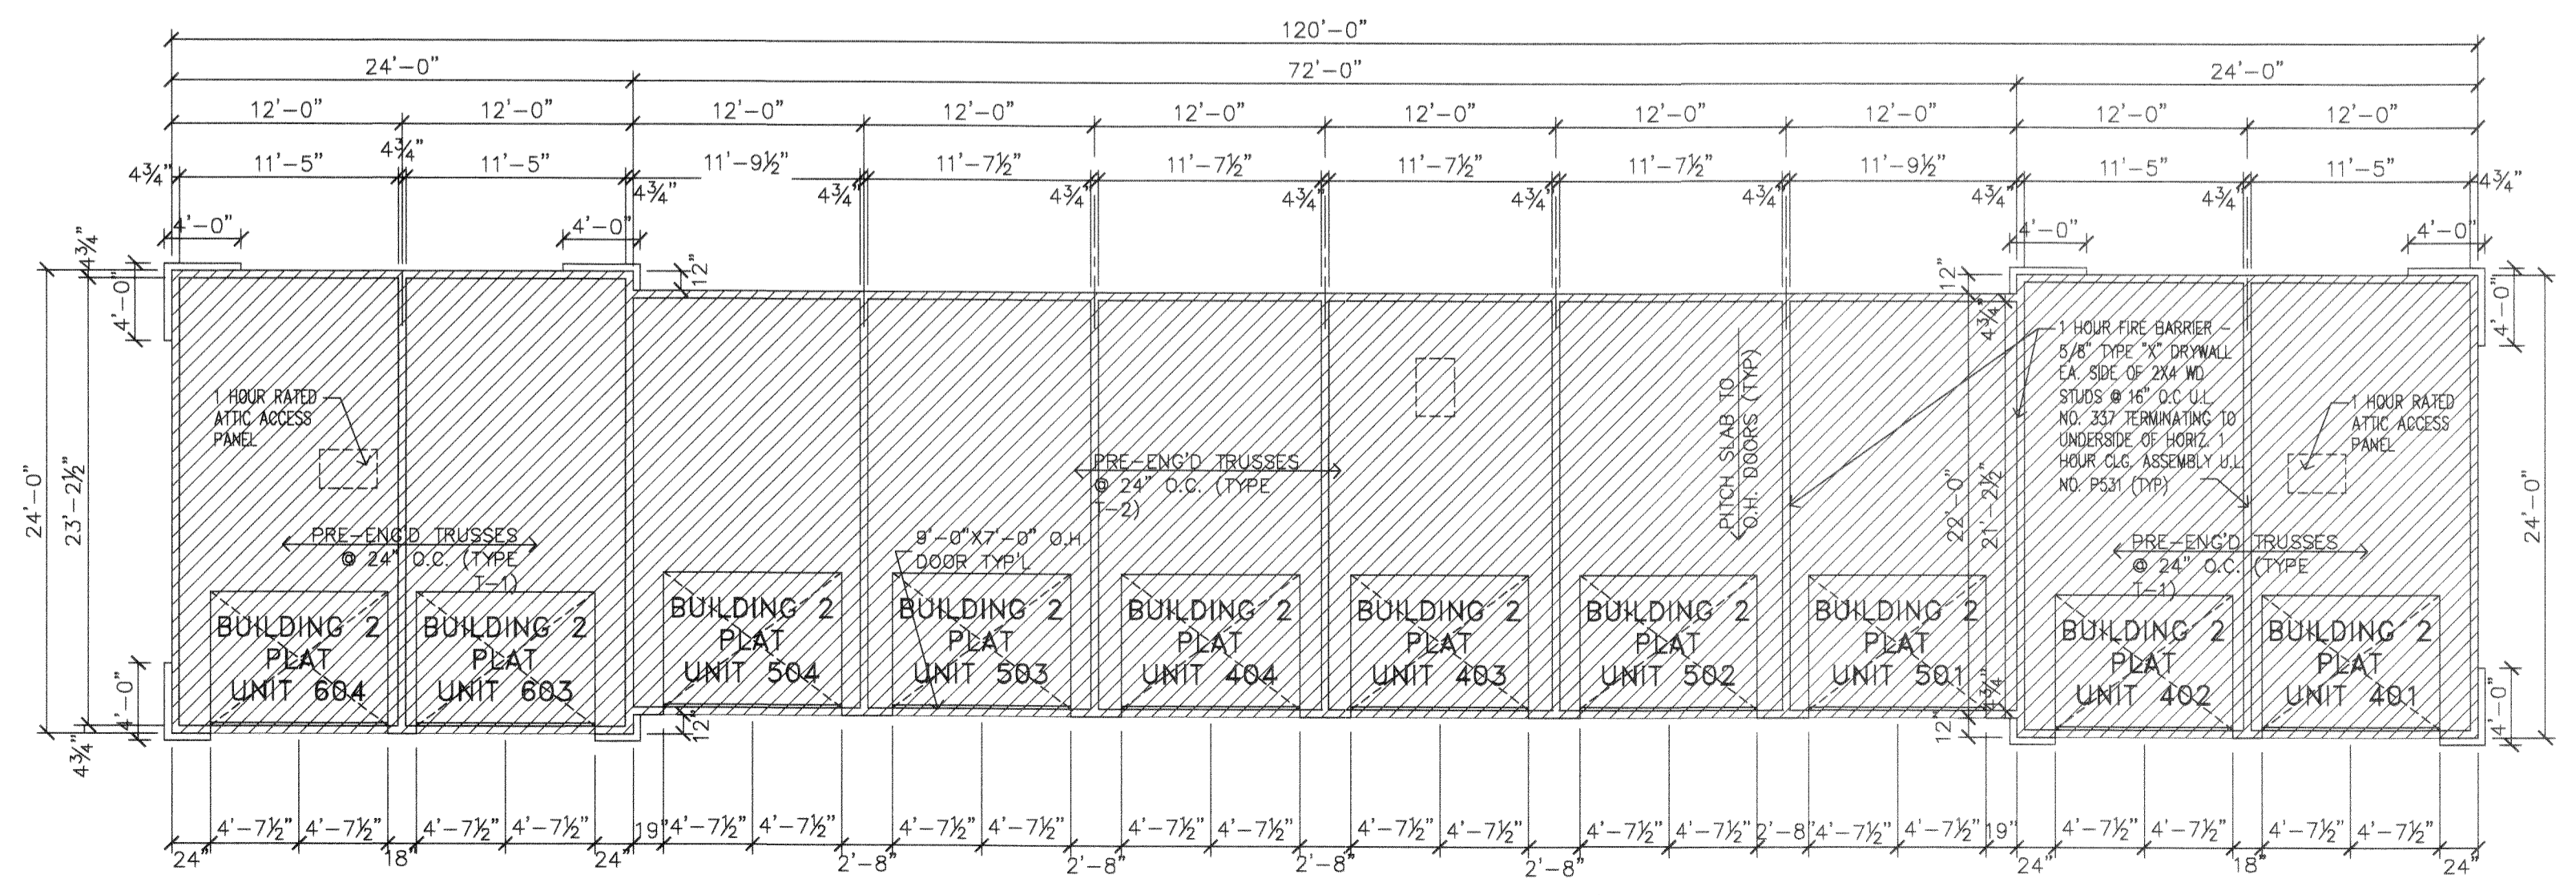 120'-0"
24'-0" 72'-0" 24'-0"
12'-0" 12'-0" 12'-0" 12'-0" 12'-0" 12'-0" 12'-0" 12'-0" 12'-0" 12'-0"
4¾"
4¾" 11'-5" 11'-5" 11'-9½" 11'-7½" 11'-7½" 11'-7½" 11'-7½" 11'-9½" 11'-5" 11'-5" 4¾"
4¾" 4¾" 4¾" 4¾" 4¾" 4¾" 4¾" 4¾"
4'-0" 4'-0" 4'-0" 4'-0"
4¾"
4'-0"
12"
12"
4¾"
4'-0"
24'-0"
23'-2½"
1 HOUR RATED
ATTIC ACCESS
PANEL
PRE-ENG'D TRUSSES
@ 24" O.C. (TYPE
T-1)
PRE-ENG'D TRUSSES
@ 24" O.C. (TYPE
T-2)
9'-0"X7'-0" O.H.
DOOR TYP'L
PITCH SLAB TO
O.H. DOORS (TYP)
22'-0"
21'-2½"
1 HOUR FIRE BARRIER -
5/8" TYPE "X" DRYWALL
EA. SIDE OF 2X4 WD
STUDS @ 16" O.C U.L.
NO. 337 TERMINATING TO
UNDERSIDE OF HORIZ. 1
HOUR CLG. ASSEMBLY U.L.
NO. P531 (TYP)
1 HOUR RATED
ATTIC ACCESS
PANEL
PRE-ENG'D TRUSSES
@ 24" O.C. (TYPE
T-1)
24'-0"
BUILDING 2
PLAT
UNIT 604
BUILDING 2
PLAT
UNIT 603
BUILDING 2
PLAT
UNIT 504
BUILDING 2
PLAT
UNIT 503
BUILDING 2
PLAT
UNIT 404
BUILDING 2
PLAT
UNIT 403
BUILDING 2
PLAT
UNIT 502
BUILDING 2
PLAT
UNIT 501
BUILDING 2
PLAT
UNIT 402
BUILDING 2
PLAT
UNIT 401
4'-0"
4¾"
12"
4¾"
12"
4'-0"
4'-7½" 4'-7½" 4'-7½" 4'-7½" 19" 4'-7½" 4'-7½" 4'-7½" 4'-7½" 4'-7½" 4'-7½" 4'-7½" 4'-7½" 4'-7½" 4'-7½" 2'-8" 4'-7½" 4'-7½" 19" 4'-7½" 4'-7½" 4'-7½" 4'-7½"
24" 18" 24" 2'-8" 2'-8" 2'-8" 2'-8" 24" 18" 24"